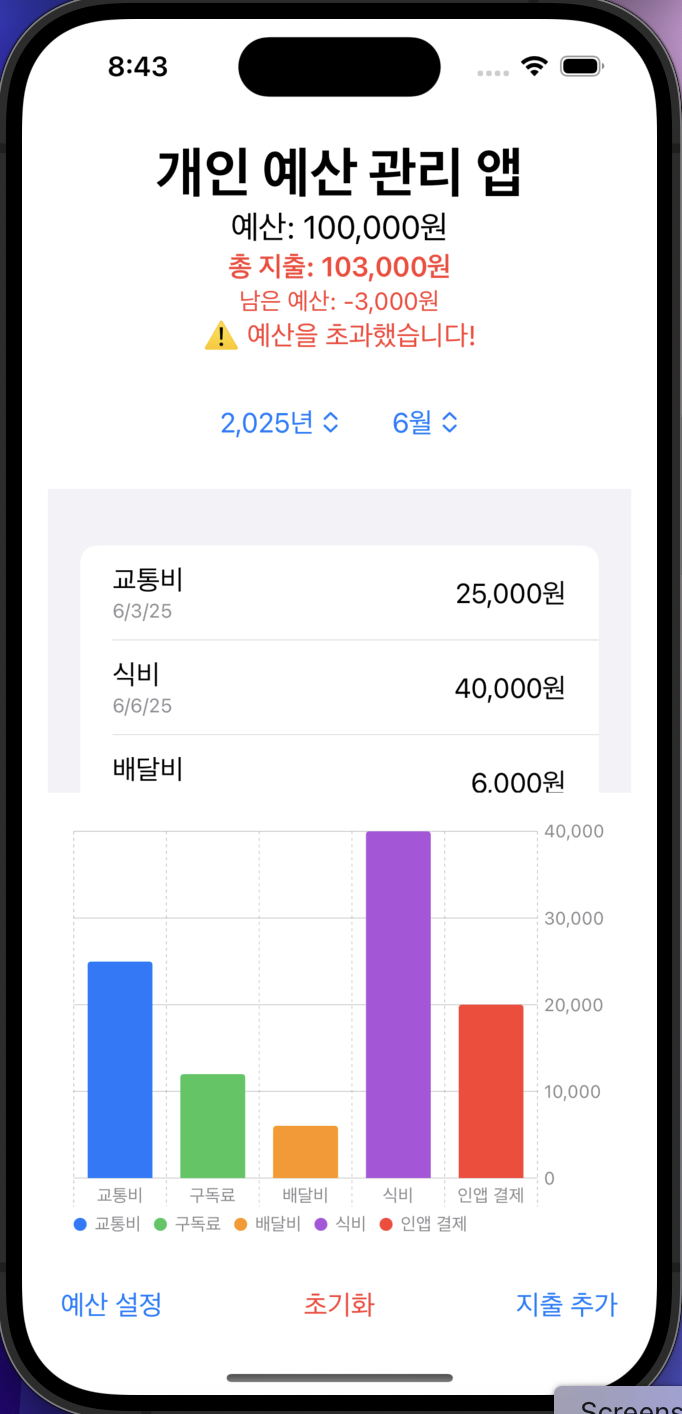 8:43
개인 예산 관리 앱
예산: 100,000원
총 지출: 103,000원
남은 예산: -3,000원
⚠️ 예산을 초과했습니다!
2,025년 6월
교통비 25,000원
6/3/25
식비 40,000원
6/6/25
배달비 6,000원
40,000
30,000
20,000
10,000
0
교통비 구독료 배달비 식비 인앱 결제
교통비 구독료 배달비 식비 인앱 결제
예산 설정 초기화 지출 추가